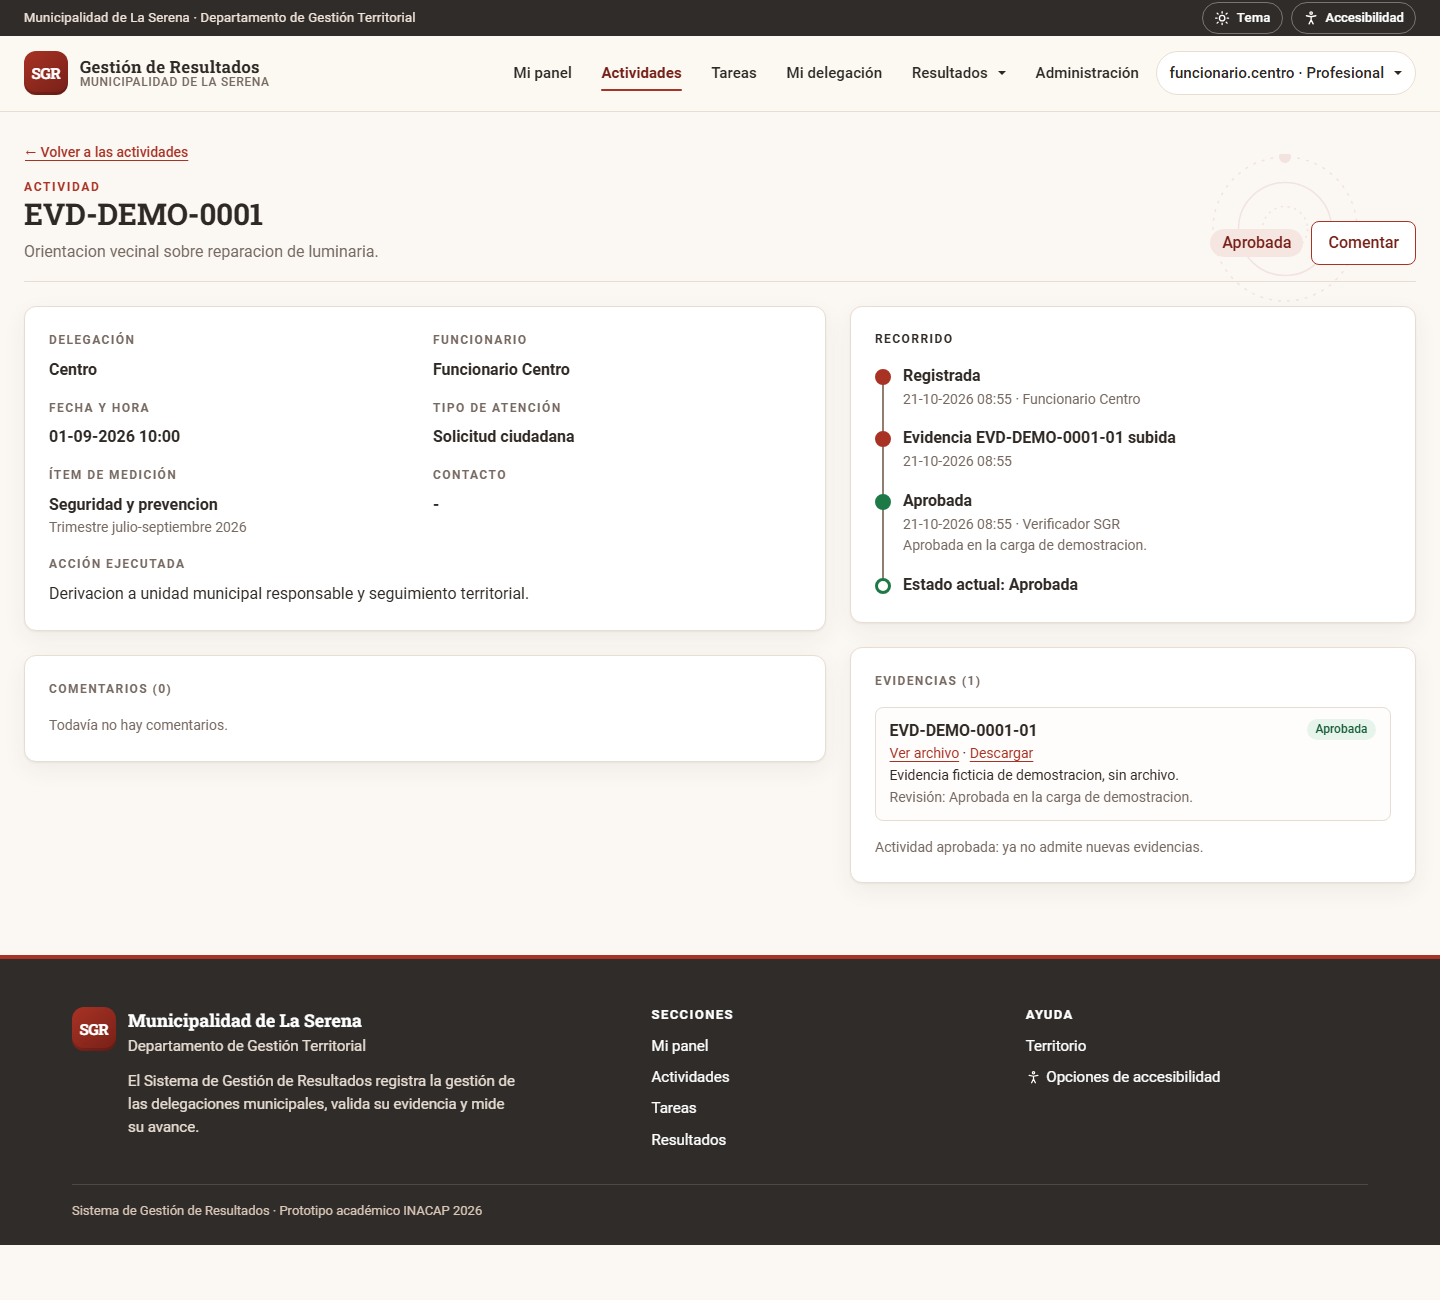 Municipalidad de La Serena · Departamento de Gestión Territorial
Tema
Accesibilidad
SGR
Gestión de Resultados
MUNICIPALIDAD DE LA SERENA
Mi panel
Actividades
Tareas
Mi delegación
Resultados
Administración
funcionario.centro · Profesional
← Volver a las actividades
ACTIVIDAD
EVD-DEMO-0001
Orientacion vecinal sobre reparacion de luminaria.
Aprobada
Comentar
DELEGACIÓN
Centro
FUNCIONARIO
Funcionario Centro
FECHA Y HORA
01-09-2026 10:00
TIPO DE ATENCIÓN
Solicitud ciudadana
ÍTEM DE MEDICIÓN
Seguridad y prevencion
Trimestre julio-septiembre 2026
CONTACTO
-
ACCIÓN EJECUTADA
Derivacion a unidad municipal responsable y seguimiento territorial.
COMENTARIOS (0)
Todavía no hay comentarios.
RECORRIDO
Registrada
21-10-2026 08:55 · Funcionario Centro
Evidencia EVD-DEMO-0001-01 subida
21-10-2026 08:55
Aprobada
21-10-2026 08:55 · Verificador SGR
Aprobada en la carga de demostracion.
Estado actual: Aprobada
EVIDENCIAS (1)
EVD-DEMO-0001-01
Aprobada
Ver archivo · Descargar
Evidencia ficticia de demostracion, sin archivo.
Revisión: Aprobada en la carga de demostracion.
Actividad aprobada: ya no admite nuevas evidencias.
SGR
Municipalidad de La Serena
Departamento de Gestión Territorial
El Sistema de Gestión de Resultados registra la gestión de
las delegaciones municipales, valida su evidencia y mide
su avance.
SECCIONES
Mi panel
Actividades
Tareas
Resultados
AYUDA
Territorio
Opciones de accesibilidad
Sistema de Gestión de Resultados · Prototipo académico INACAP 2026